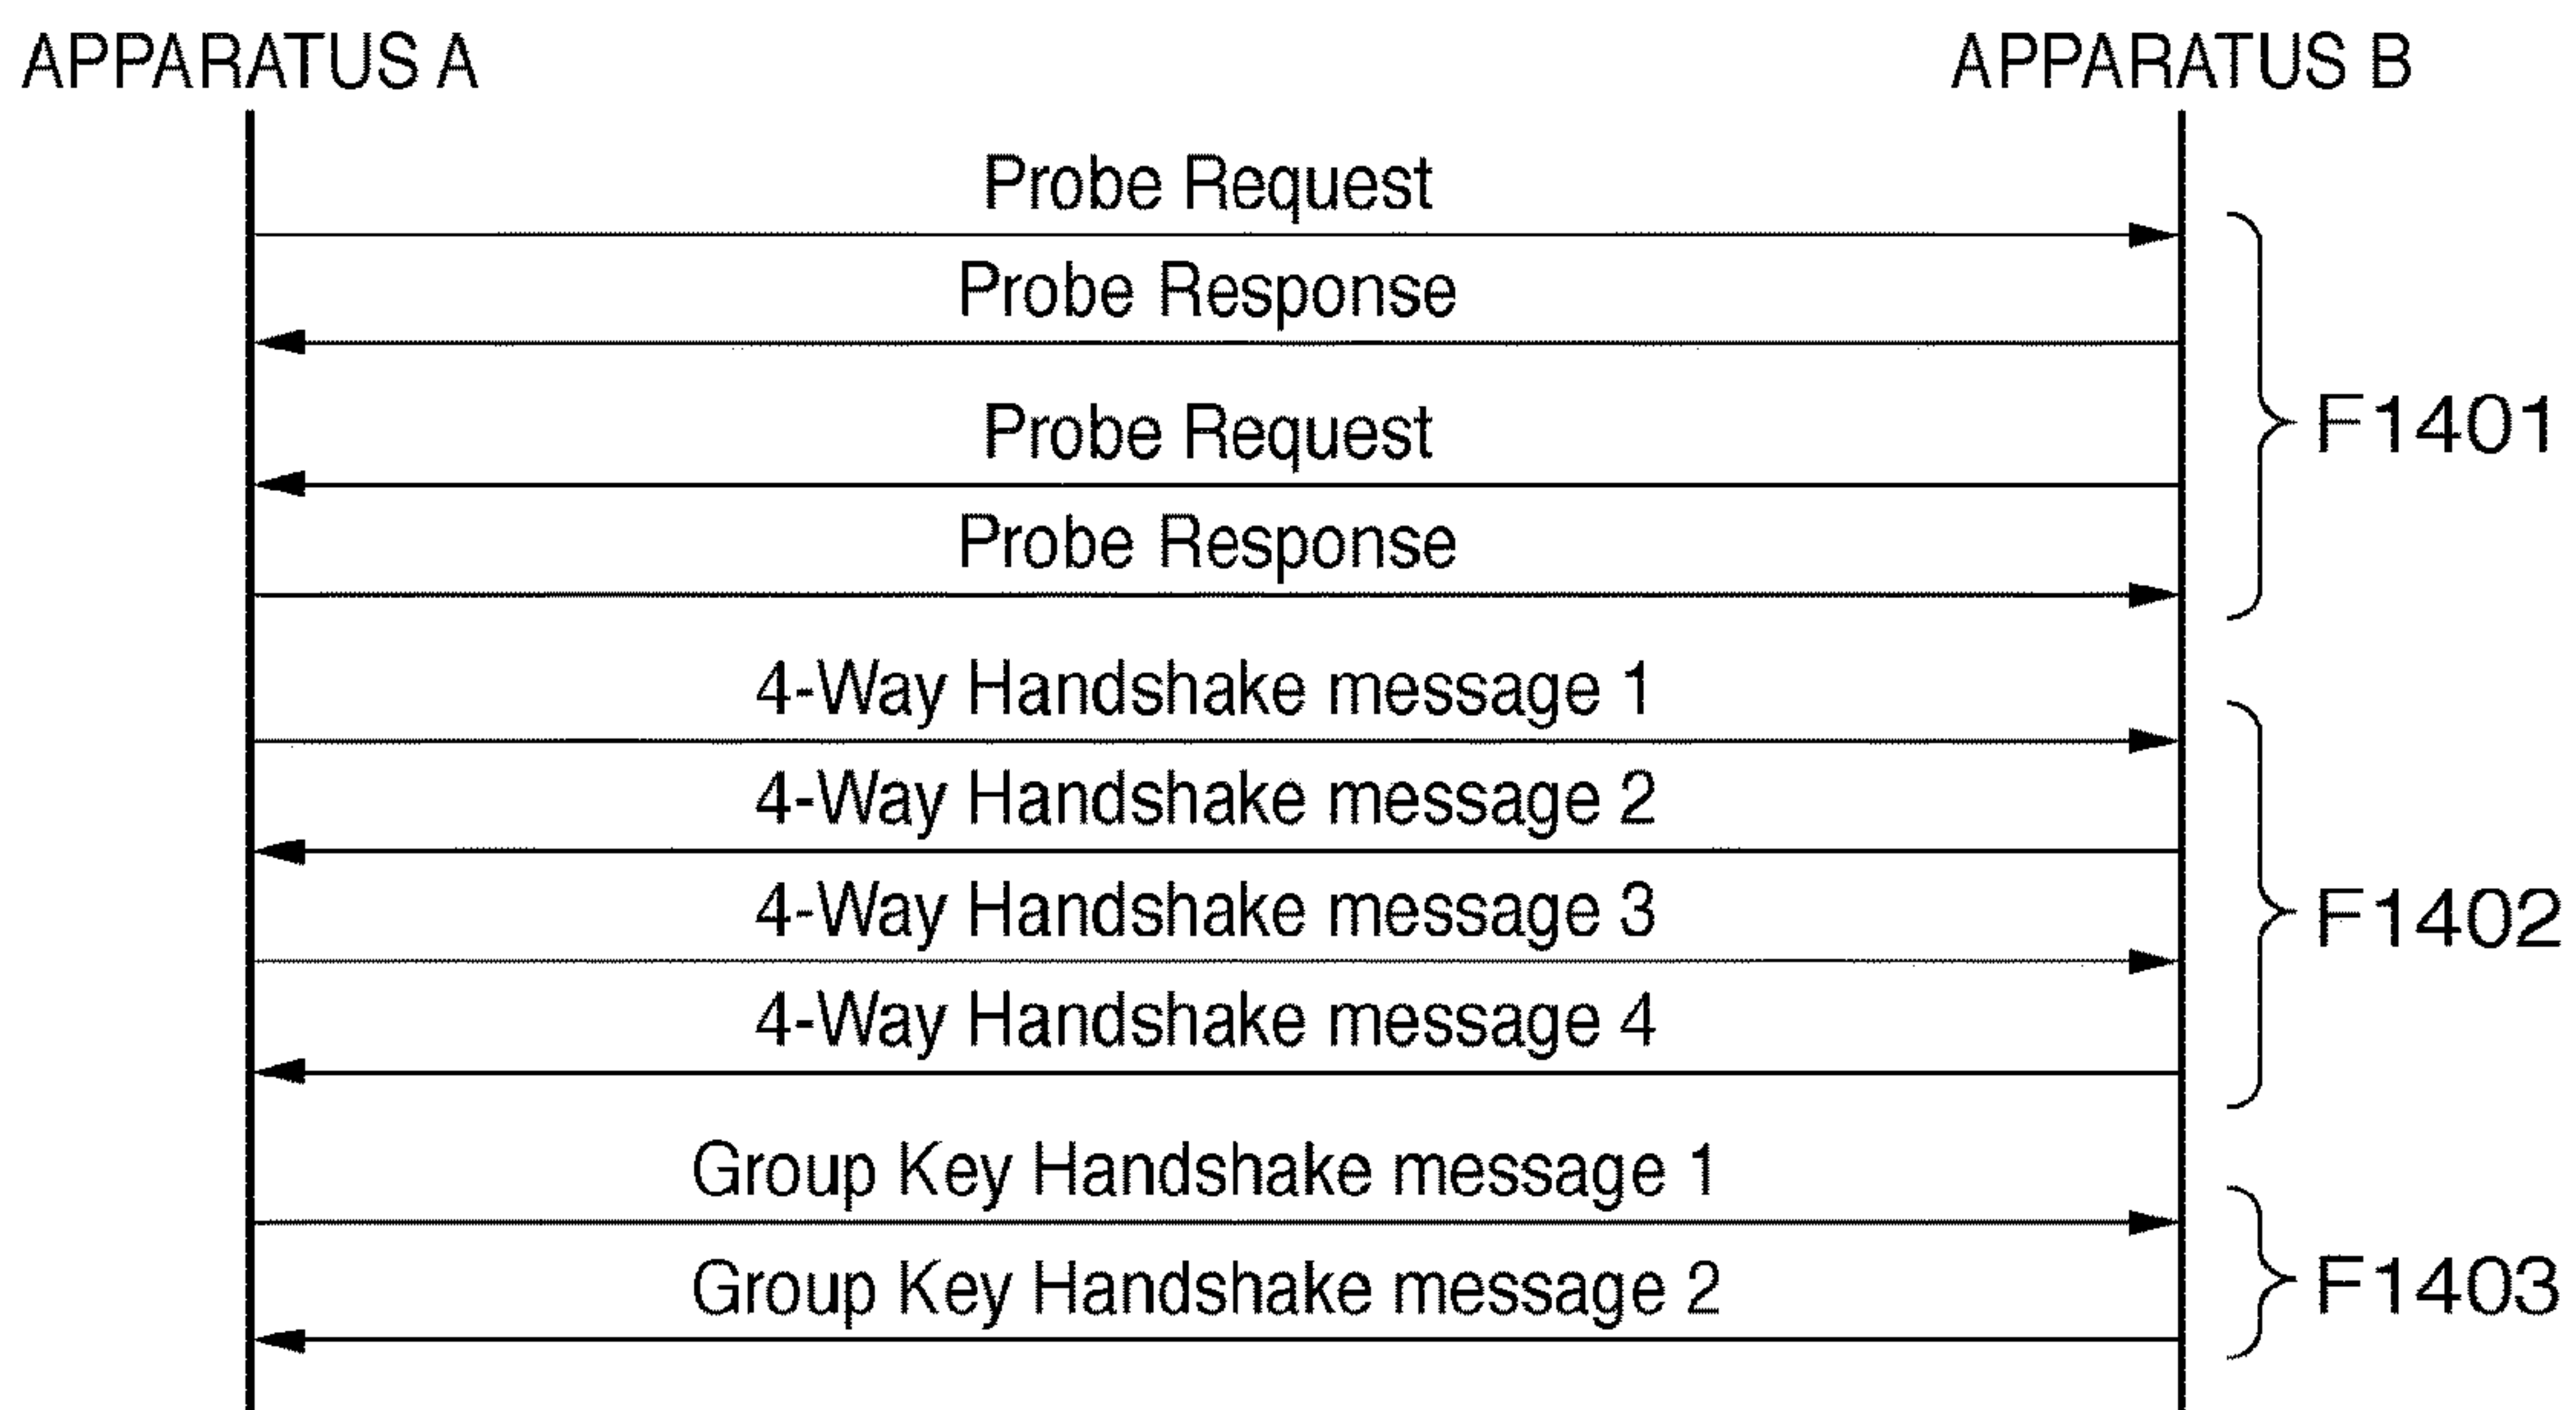 APPARATUS A
APPARATUS B
Probe Request
Probe Response
Probe Request
Probe Response
F1401
4-Way Handshake message 1
4-Way Handshake message 2
4-Way Handshake message 3
4-Way Handshake message 4
F1402
Group Key Handshake message 1
Group Key Handshake message 2
F1403